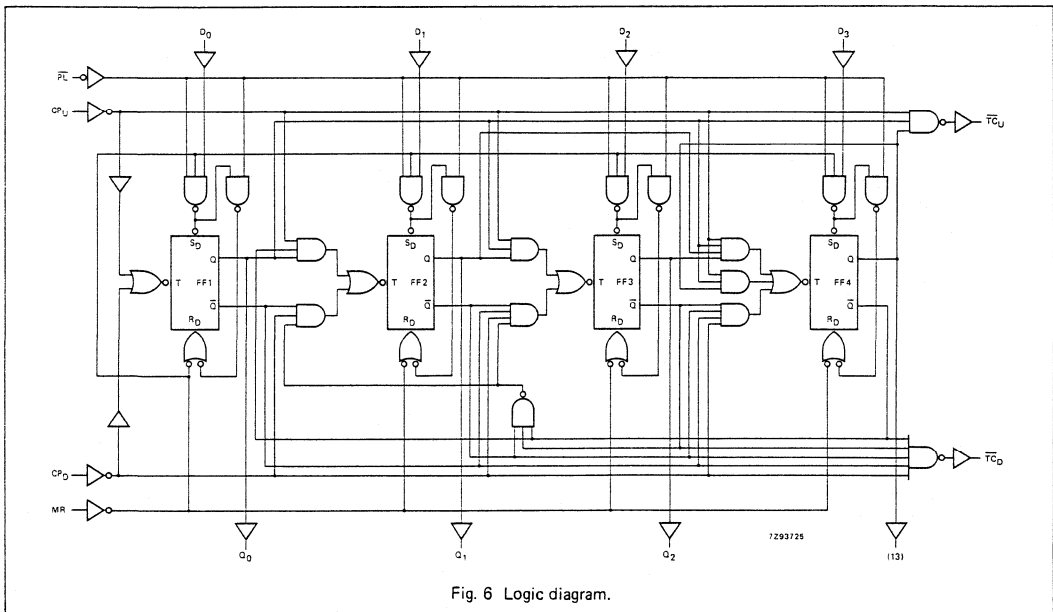 D0 D1 D2 D3
PL
CPU
TCU
SD SD SD SD
Q Q Q Q
T FF1 T FF2 T FF3 T FF4
Q Q Q Q
RD RD RD RD
CPD
TCD
MR
7Z93725
Q0 Q1 Q2 (13)
Fig. 6 Logic diagram.